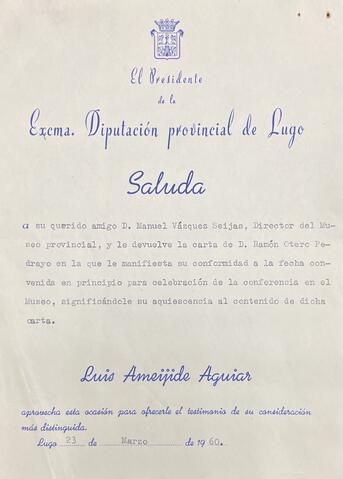 El Presidente
de la
Excma. Diputación provincial de Lugo
Saluda
a su querido amigo D. Manuel Vázquez Seijas, Director del Mu-
seo provincial, y le devuelve la carta de D. Ramón Otero Pe-
drayo en la que le manifiesta su conformidad a la fecha con-
venida en principio para celebración de la conferencia en el
Museo, significándole su aquiescencia al contenido de dicha
carta.
Luis Ameijide Aguiar
aprovecha esta ocasión para ofrecerle el testimonio de su consideración
más distinguida.
Lugo 23 de Marzo de 1960.